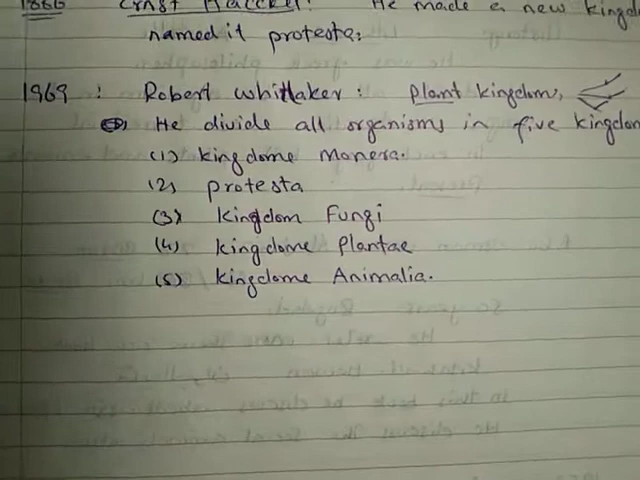 1866 Ernst Haeckel: He made a new kingdo
named it protesta:
1969 : Robert Whittaker : plant kingdom,
He divide all organisms in five kingdom
(1) kingdome Monera.
(2) protesta
(3) kingdom Fungi
(4) kingdome Plantae
(5) kingdome Animalia.